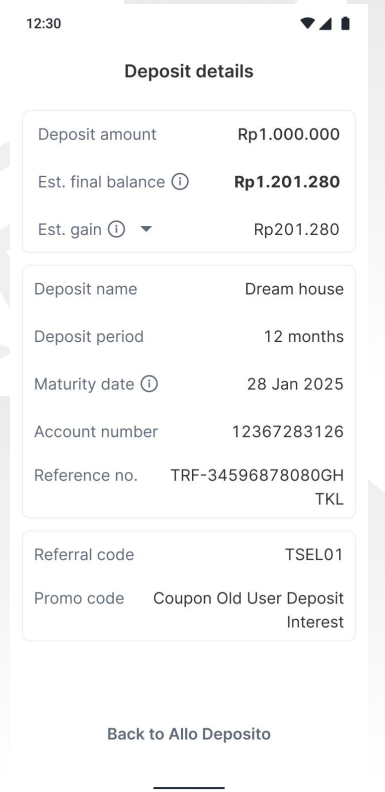 12:30
Deposit details
Deposit amount Rp1.000.000
Est. final balance Rp1.201.280
Est. gain Rp201.280
Deposit name Dream house
Deposit period 12 months
Maturity date 28 Jan 2025
Account number 12367283126
Reference no. TRF-34596878080GH
TKL
Referral code TSEL01
Promo code Coupon Old User Deposit
Interest
Back to Allo Deposito